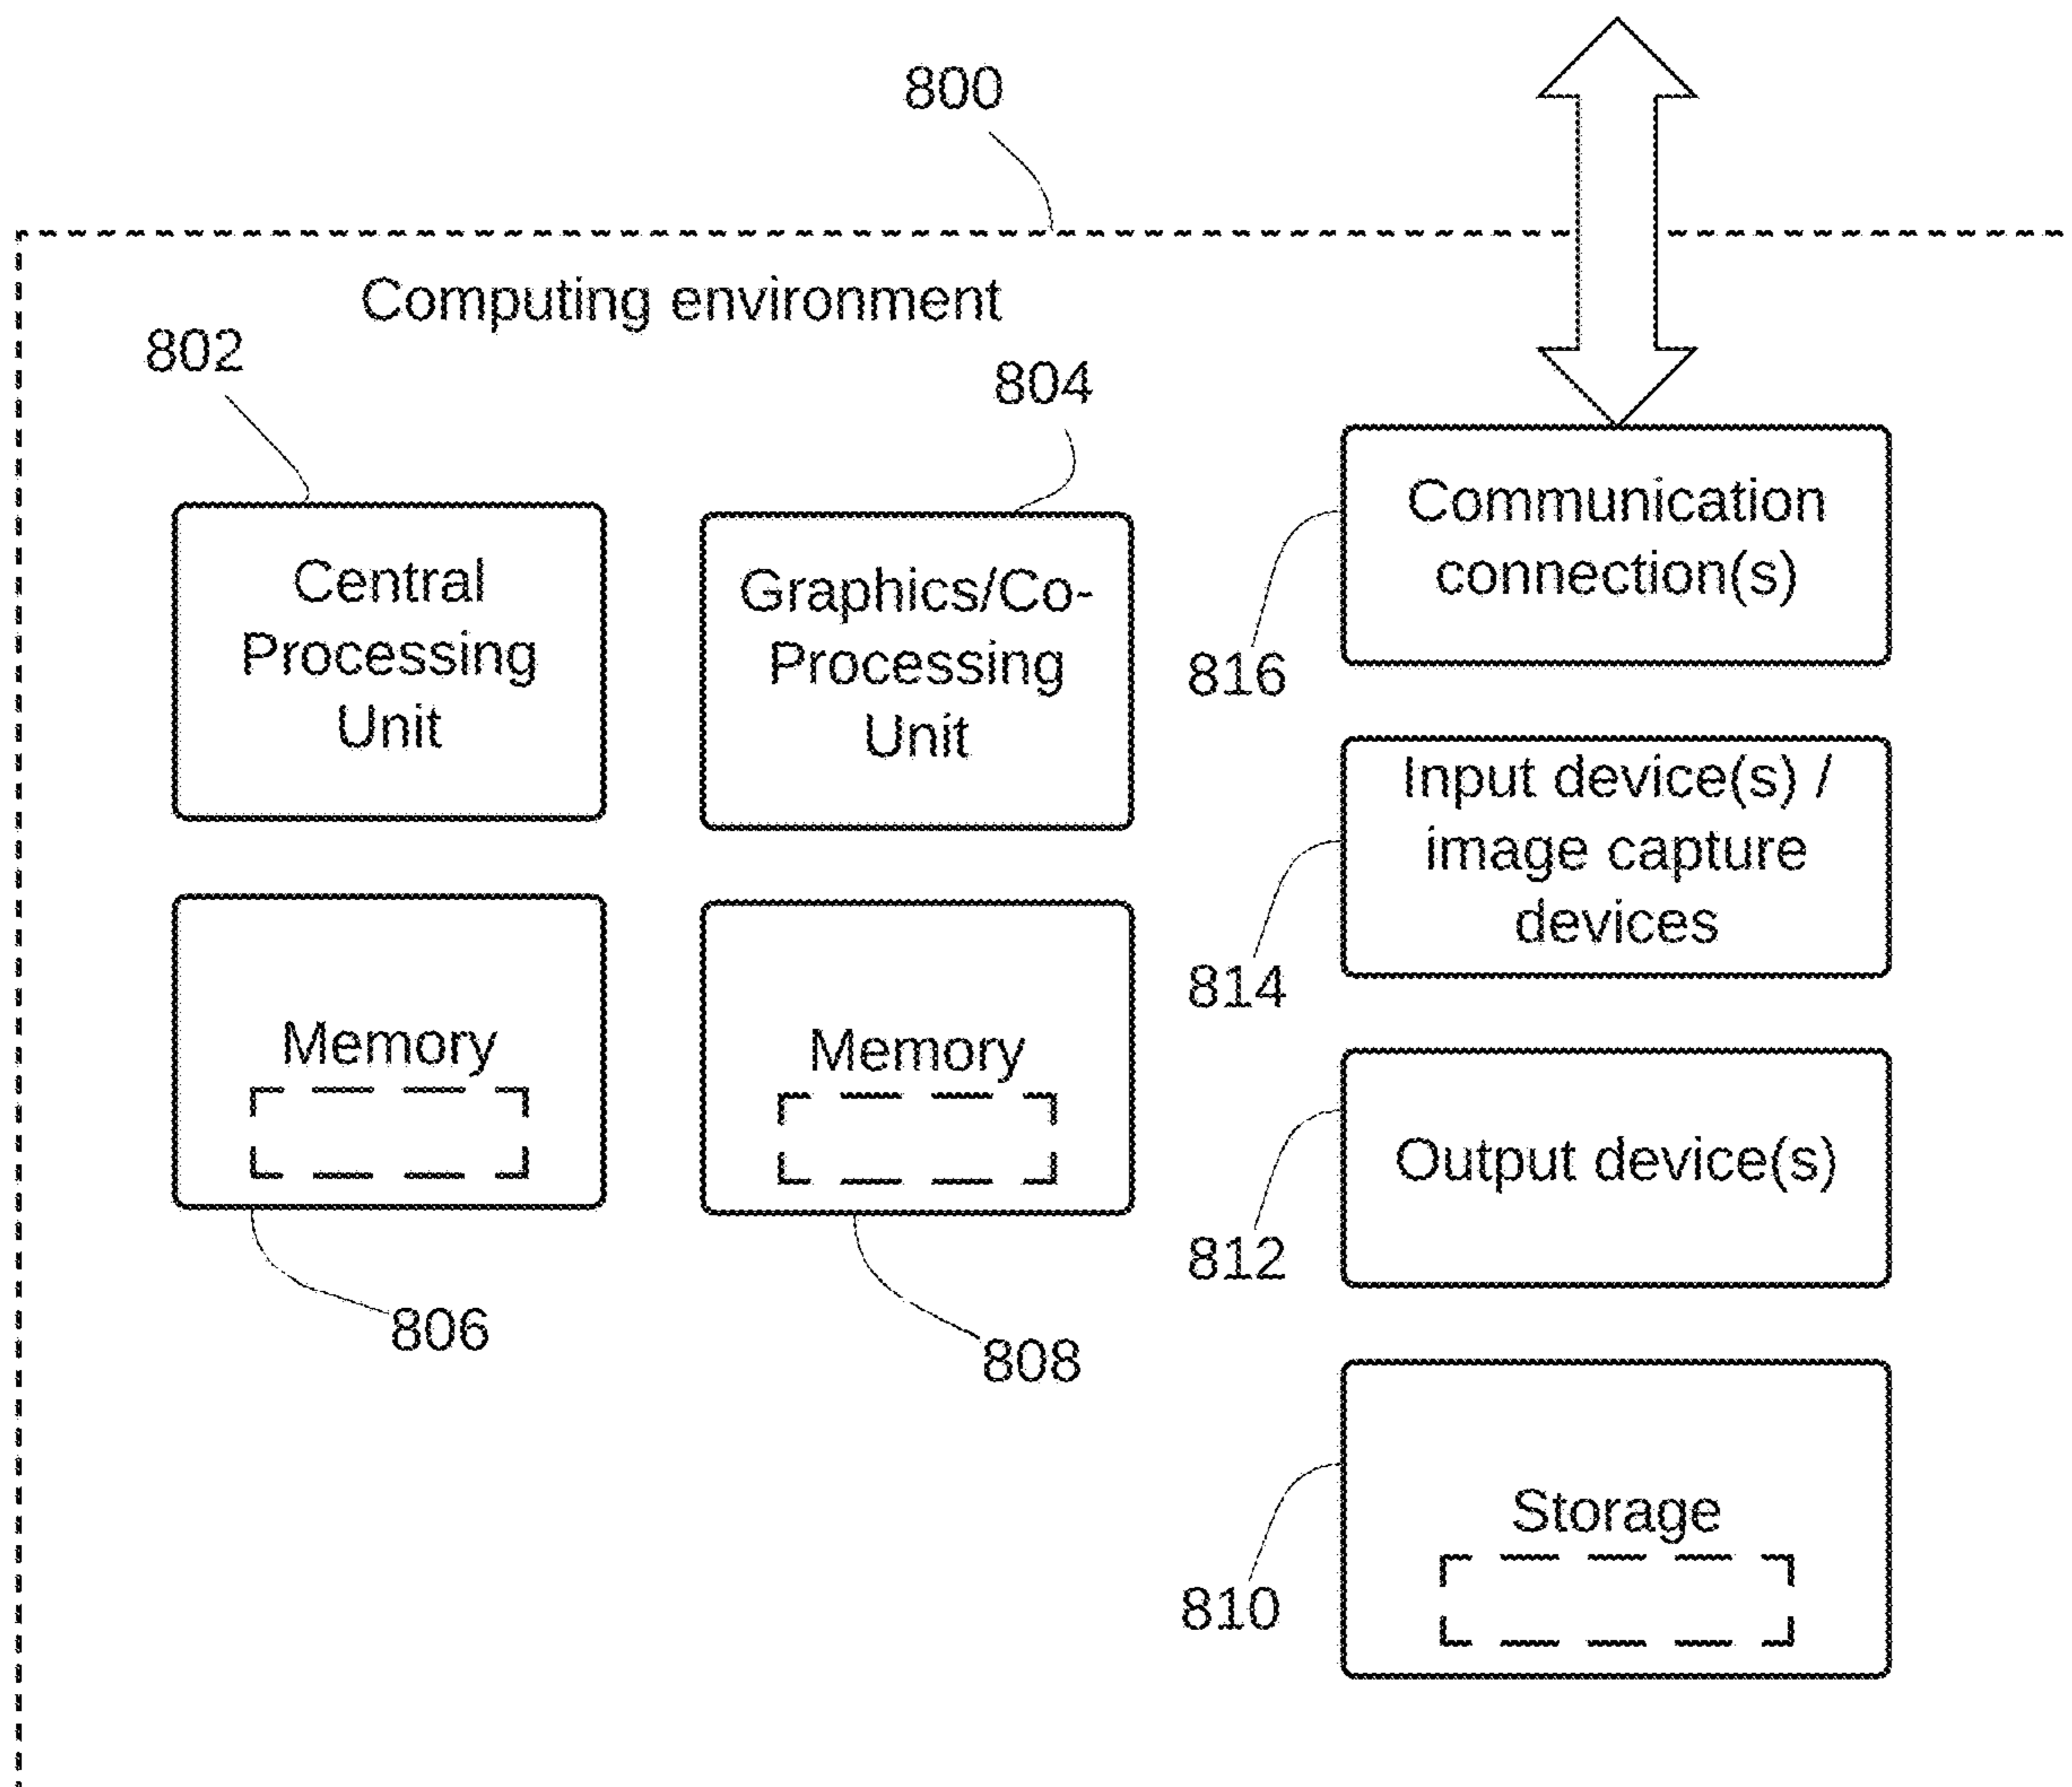 800
Computing environment
802
804
Central
Processing
Unit
Graphics/Co-
Processing
Unit
Communication
connection(s)
816
Input device(s) /
image capture
devices
814
Memory
Memory
Output device(s)
812
806
808
Storage
810